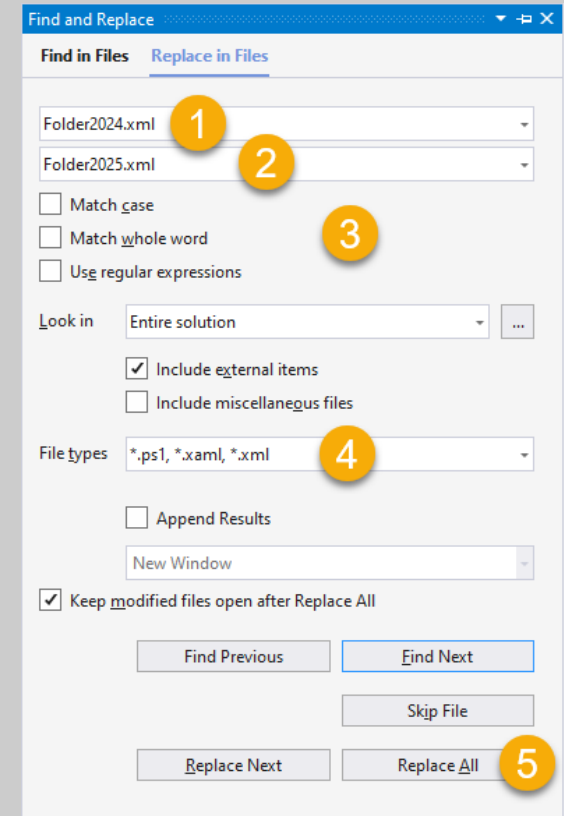 Find and Replace
Find in Files Replace in Files
Folder2024.xml 1
Folder2025.xml 2
Match case
Match whole word 3
Use regular expressions
Look in Entire solution ...
Include external items
Include miscellaneous files
File types *.ps1, *.xaml, *.xml 4
Append Results
New Window
Keep modified files open after Replace All
Find Previous Find Next
Skip File
Replace Next Replace All 5